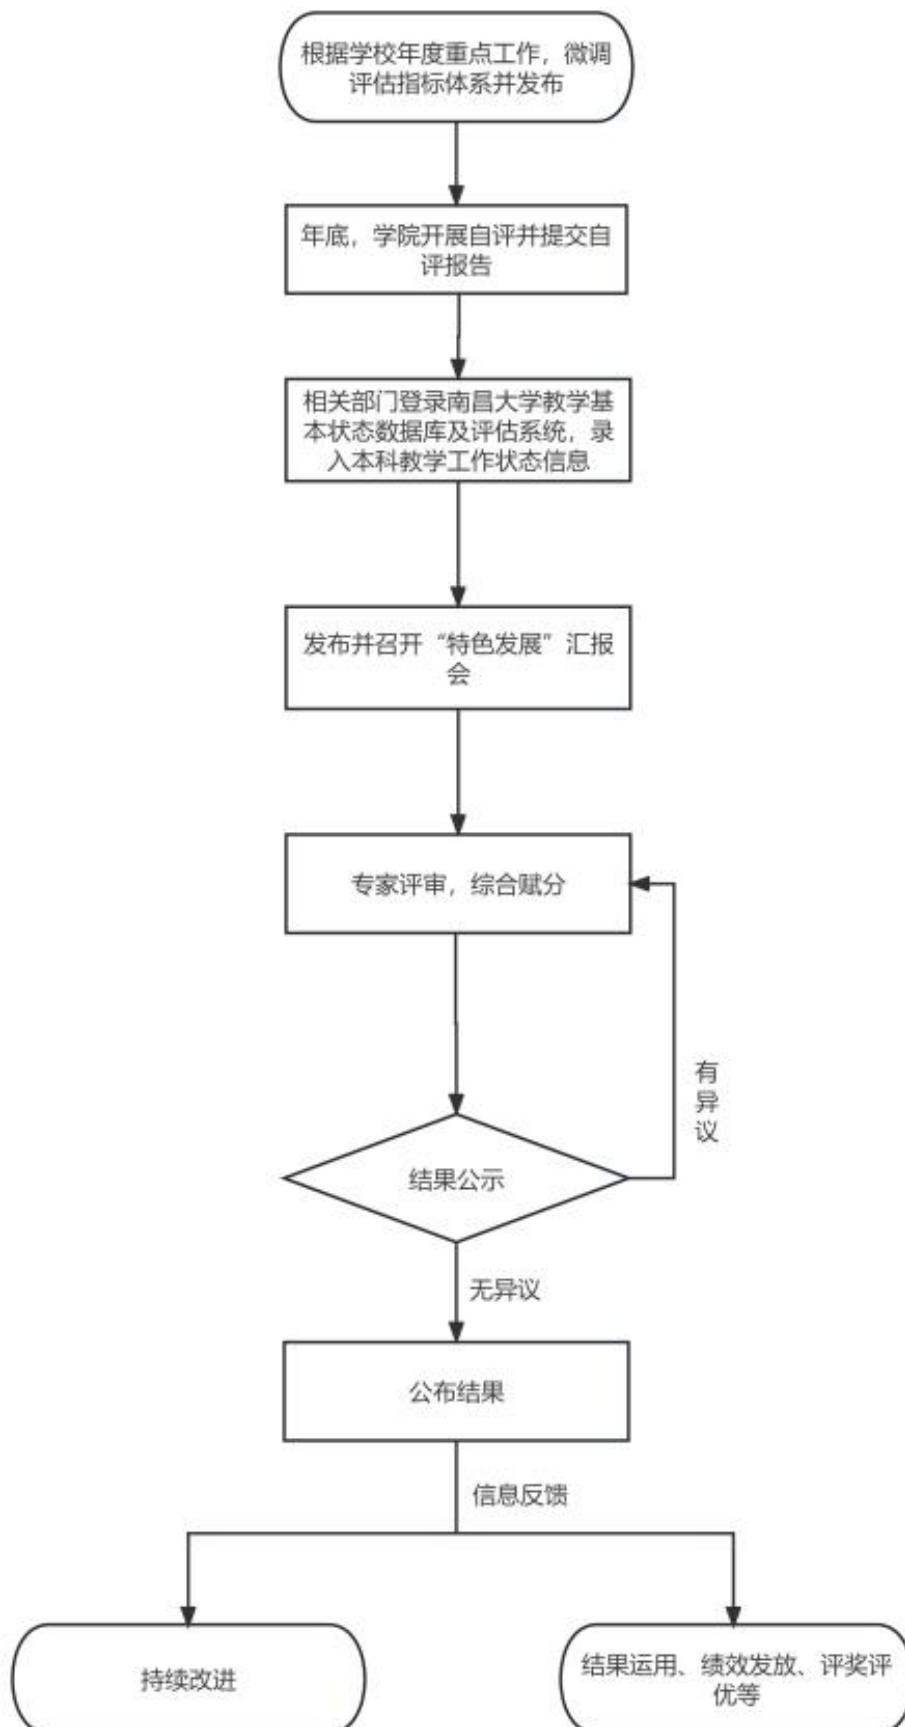 根据学校年度重点工作，微调
评估指标体系并发布
年底，学院开展自评并提交自
评报告
相关部门登录南昌大学教学基
本状态数据库及评估系统，录
入本科教学工作状态信息
发布并召开“特色发展”汇报
会
专家评审，综合赋分
有
异
议
结果公示
无异议
公布结果
信息反馈
持续改进
结果运用、绩效发放、评奖评
优等